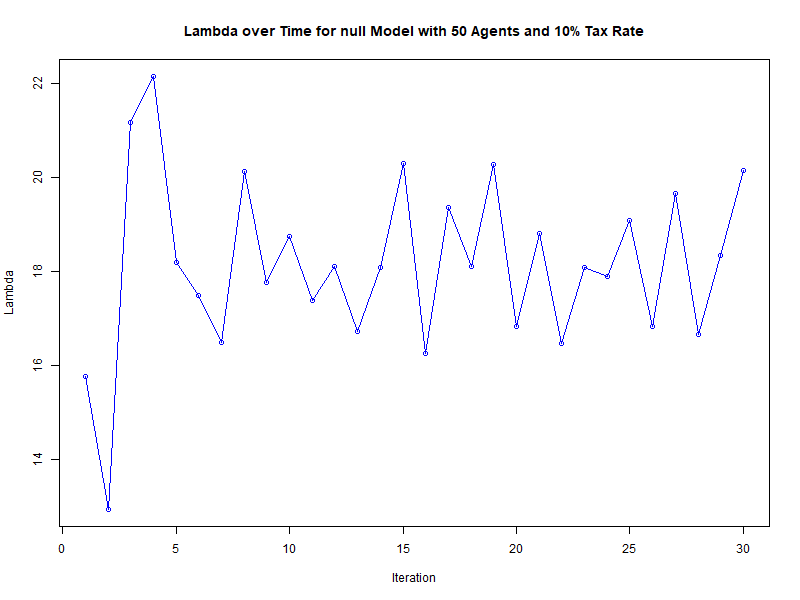 Lambda over Time for null Model with 50 Agents and 10% Tax Rate
22
20
18
16
14
Lambda
0 5 10 15 20 25 30
Iteration